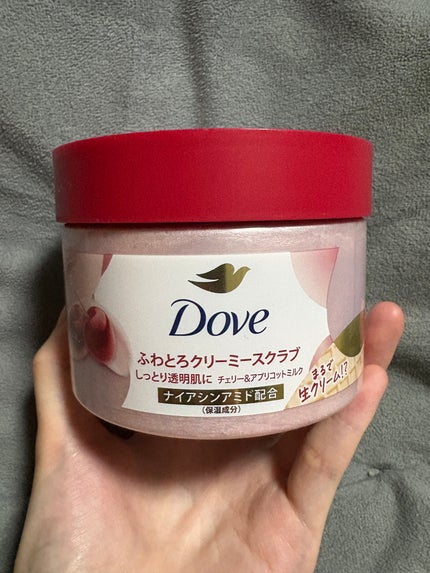 Dove
ふわとろクリーミースクラブ
しっとり透明肌に チェリー&アプリコットミルク
ナイアシンアミド配合
(保湿成分)
まるで
生クリーム!?